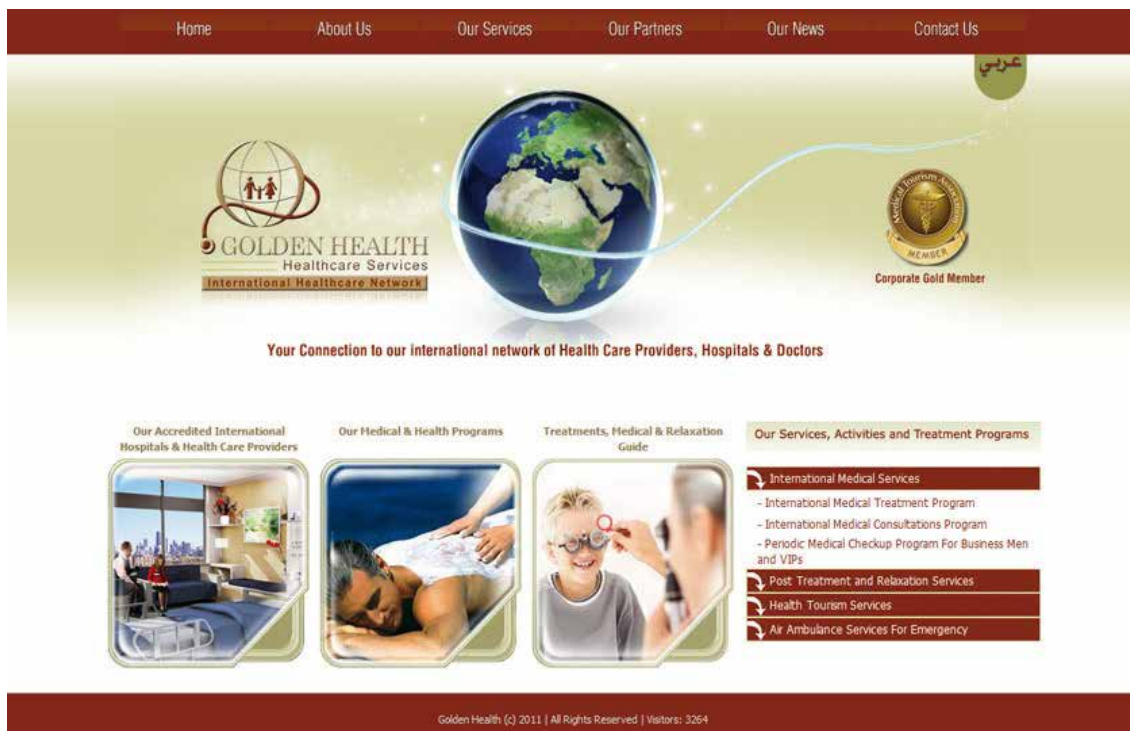 Home
About Us
Our Services
Our Partners
Our News
Contact Us
عربي
GOLDEN HEALTH
Healthcare Services
International Healthcare Network
Medical Tourism Association
MEMBER
Corporate Gold Member
Your Connection to our international network of Health Care Providers, Hospitals & Doctors
Our Accredited International
Hospitals & Health Care Providers
Our Medical & Health Programs
Treatments, Medical & Relaxation
Guide
Our Services, Activities and Treatment Programs
International Medical Services
- International Medical Treatment Program
- International Medical Consultations Program
- Periodic Medical Checkup Program For Business Men
and VIPs
Post Treatment and Relaxation Services
Health Tourism Services
Air Ambulance Services For Emergency
Golden Health (c) 2011 | All Rights Reserved | Visitors: 3264